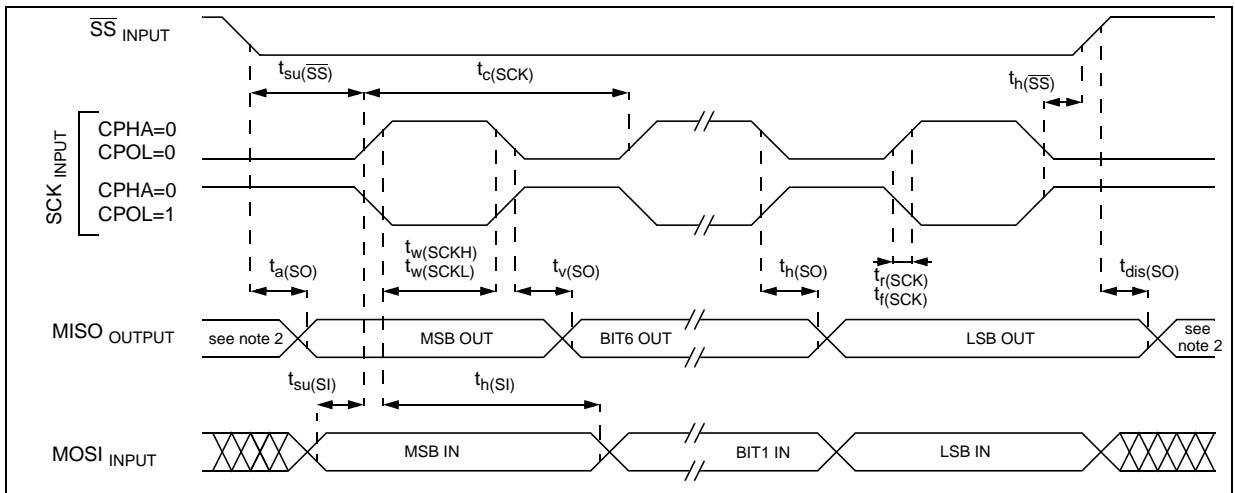 SS INPUT
tsu(SS)
tc(SCK)
th(SS)
SCK INPUT
CPHA=0
CPOL=0
CPHA=0
CPOL=1
ta(SO)
tw(SCKH)
tw(SCKL)
tv(SO)
th(SO)
tr(SCK)
tf(SCK)
tdis(SO)
MISO OUTPUT
see note 2
MSB OUT
BIT6 OUT
LSB OUT
see
note 2
tsu(SI)
th(SI)
MOSI INPUT
MSB IN
BIT1 IN
LSB IN